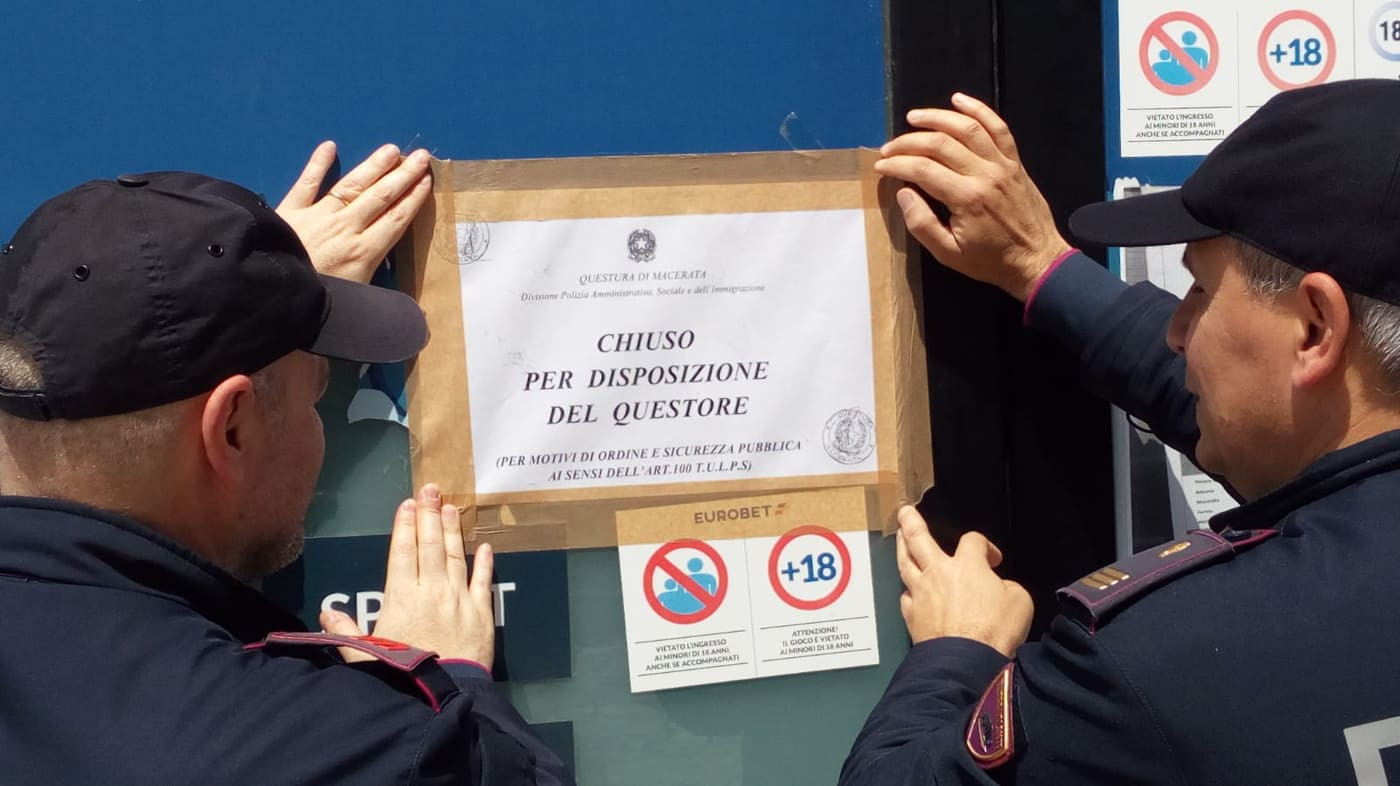 QUESTURA DI MACERATA
Divisione Polizia Amministrativa, Sociale e dell'Immigrazione
CHIUSO
PER DISPOSIZIONE
DEL QUESTORE
(PER MOTIVI DI ORDINE E SICUREZZA PUBBLICA
AI SENSI DELL'ART.100 T.U.L.P.S)
EUROBET
+18
VIETATO L'INGRESSO
AI MINORI DI 18 ANNI,
ANCHE SE ACCOMPAGNATI
ATTENZIONE!
IL GIOCO È VIETATO
AI MINORI DI 18 ANNI
+18
18
VIETATO L'INGRESSO
AI MINORI DI 18 ANNI
ANCHE SE ACCOMPAGNATI